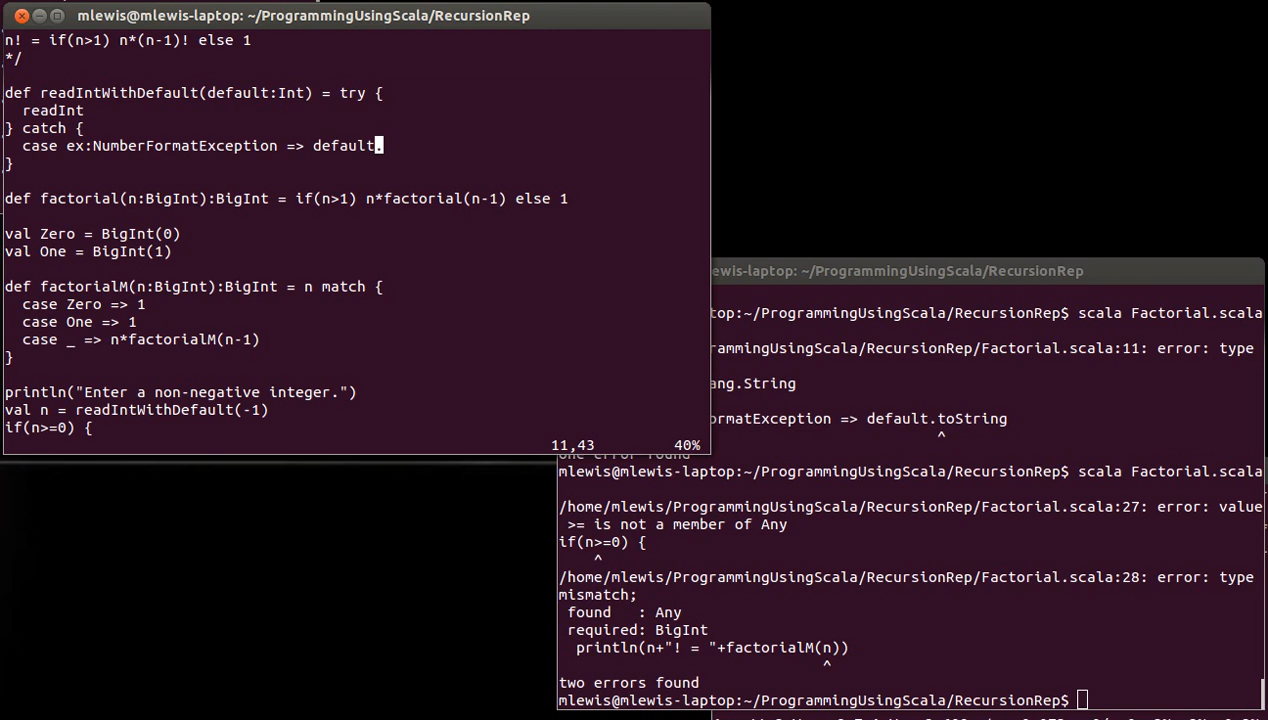 mlewis@mlewis-laptop: ~/ProgrammingUsingScala/RecursionRep
n! = if(n>1) n*(n-1)! else 1
*/
def readIntWithDefault(default:Int) = try {
  readInt
} catch {
  case ex:NumberFormatException => default.
}
def factorial(n:BigInt):BigInt = if(n>1) n*factorial(n-1) else 1
val Zero = BigInt(0)
val One = BigInt(1)
def factorialM(n:BigInt):BigInt = n match {
  case Zero => 1
  case One => 1
  case _ => n*factorialM(n-1)
}
println("Enter a non-negative integer.")
val n = readIntWithDefault(-1)
if(n>=0) {
11,43 40%
ewis-laptop: ~/ProgrammingUsingScala/RecursionRep
top:~/ProgrammingUsingScala/RecursionRep$ scala Factorial.scala
rammingUsingScala/RecursionRep/Factorial.scala:11: error: type
ang.String
ormatException => default.toString
^
one error found
mlewis@mlewis-laptop:~/ProgrammingUsingScala/RecursionRep$ scala Factorial.scala
/home/mlewis/ProgrammingUsingScala/RecursionRep/Factorial.scala:27: error: value
 >= is not a member of Any
if(n>=0) {
^
/home/mlewis/ProgrammingUsingScala/RecursionRep/Factorial.scala:28: error: type
mismatch;
 found   : Any
 required: BigInt
  println(n+"! = "+factorialM(n))
^
two errors found
mlewis@mlewis-laptop:~/ProgrammingUsingScala/RecursionRep$